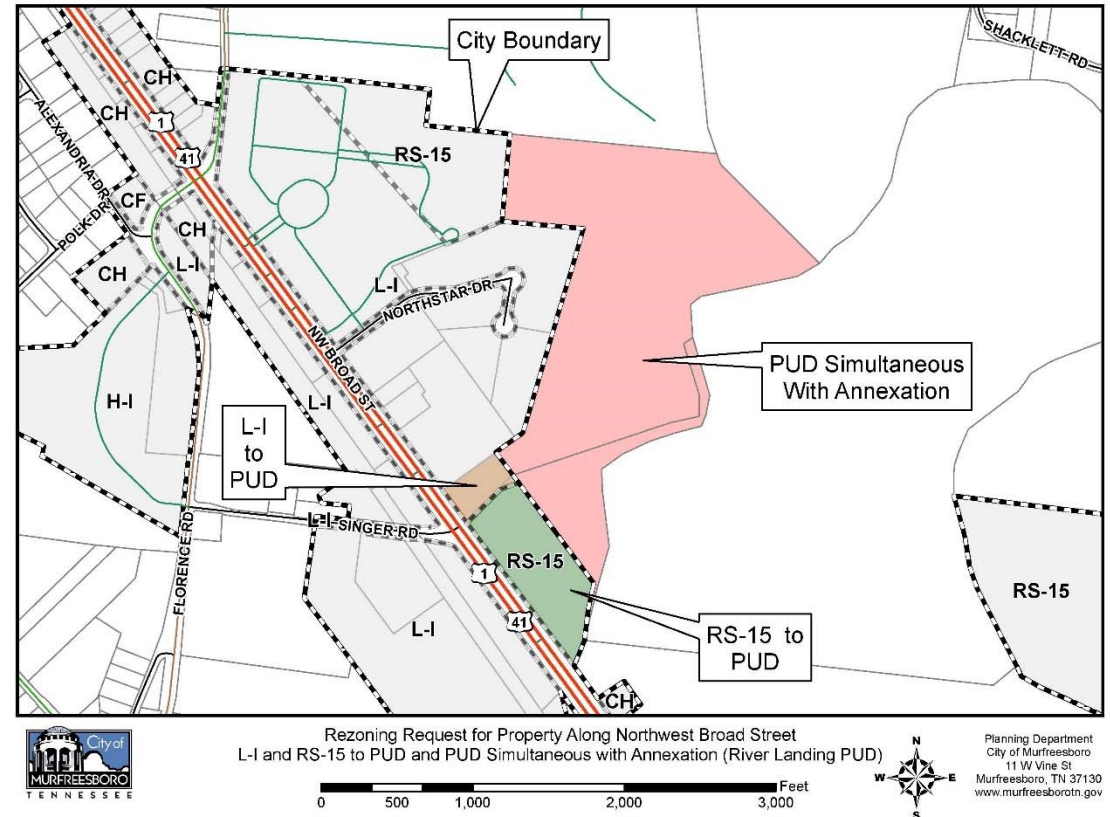 City Boundary
SHACKLETT RD
CH
CH
1
41
ALEXANDRIA DR
RS-15
CF
POLK DR
CH
L-I
CH
L-I
NORTHSTAR DR
NW BROAD ST
PUD Simultaneous
With Annexation
H-I
L-I
L-I
to
PUD
L-I
SINGER RD
RS-15
RS-15
FLORENCE RD
1
41
L-I
RS-15 to
PUD
CH
City of
MURFREESBORO
TENNESSEE
Rezoning Request for Property Along Northwest Broad Street
L-I and RS-15 to PUD and PUD Simultaneous with Annexation (River Landing PUD)
Feet
0 500 1,000 2,000 3,000
N
W E
S
Planning Department
City of Murfreesboro
11 W Vine St
Murfreesboro, TN 37130
www.murfreesborotn.gov